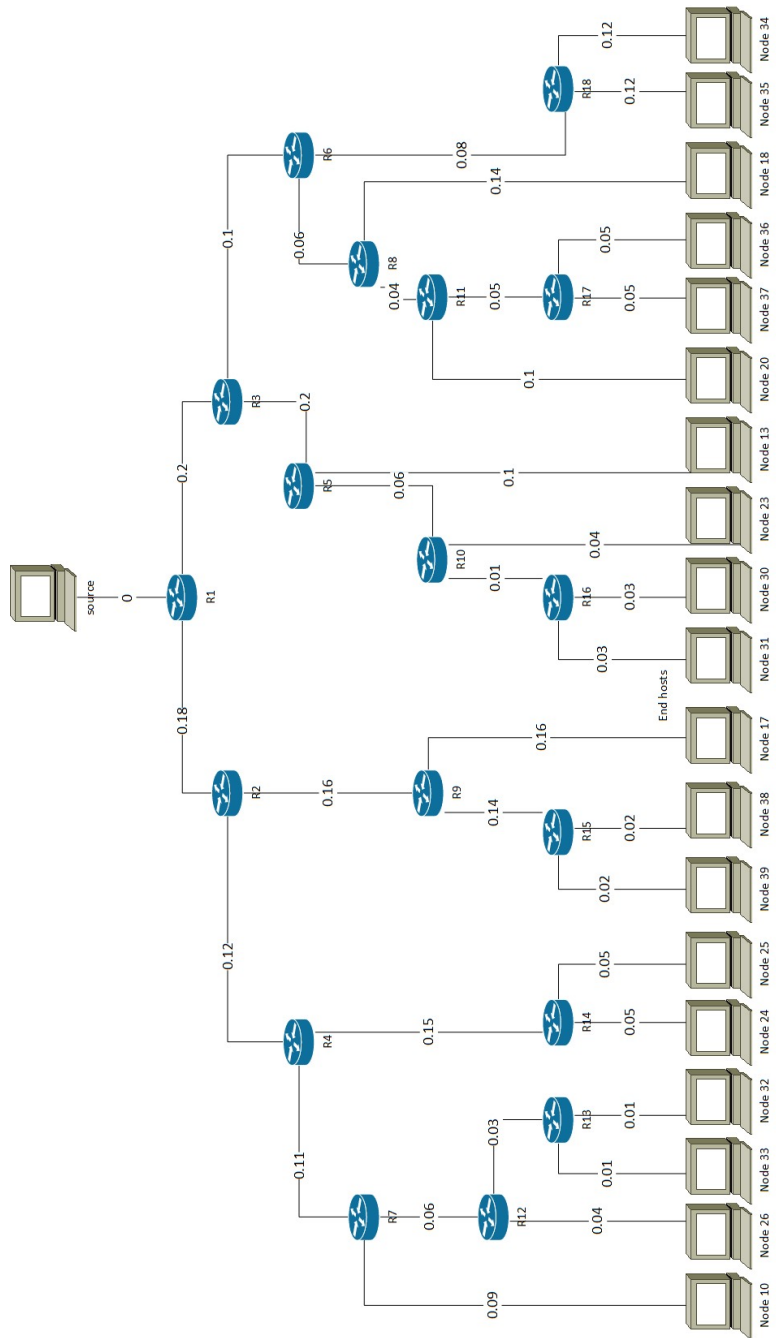 source
0
R1
0.18
0.2
R2
R3
0.12
0.16
0.2
0.1
R4
R5
R6
0.11
0.15
0.06
0.1
0.06
0.08
R7
R8
0.09
0.06
0.14
0.04
0.14
R9
0.16
R10
R11
0.01
0.04
0.1
0.05
R12
0.03
0.04
R13
R14
R15
R16
R17
R18
0.01
0.01
0.05
0.05
0.02
0.02
0.03
0.03
0.05
0.05
0.12
0.12
End hosts
Node 10
Node 26
Node 33
Node 32
Node 24
Node 25
Node 39
Node 38
Node 17
Node 31
Node 30
Node 23
Node 13
Node 20
Node 37
Node 36
Node 18
Node 35
Node 34